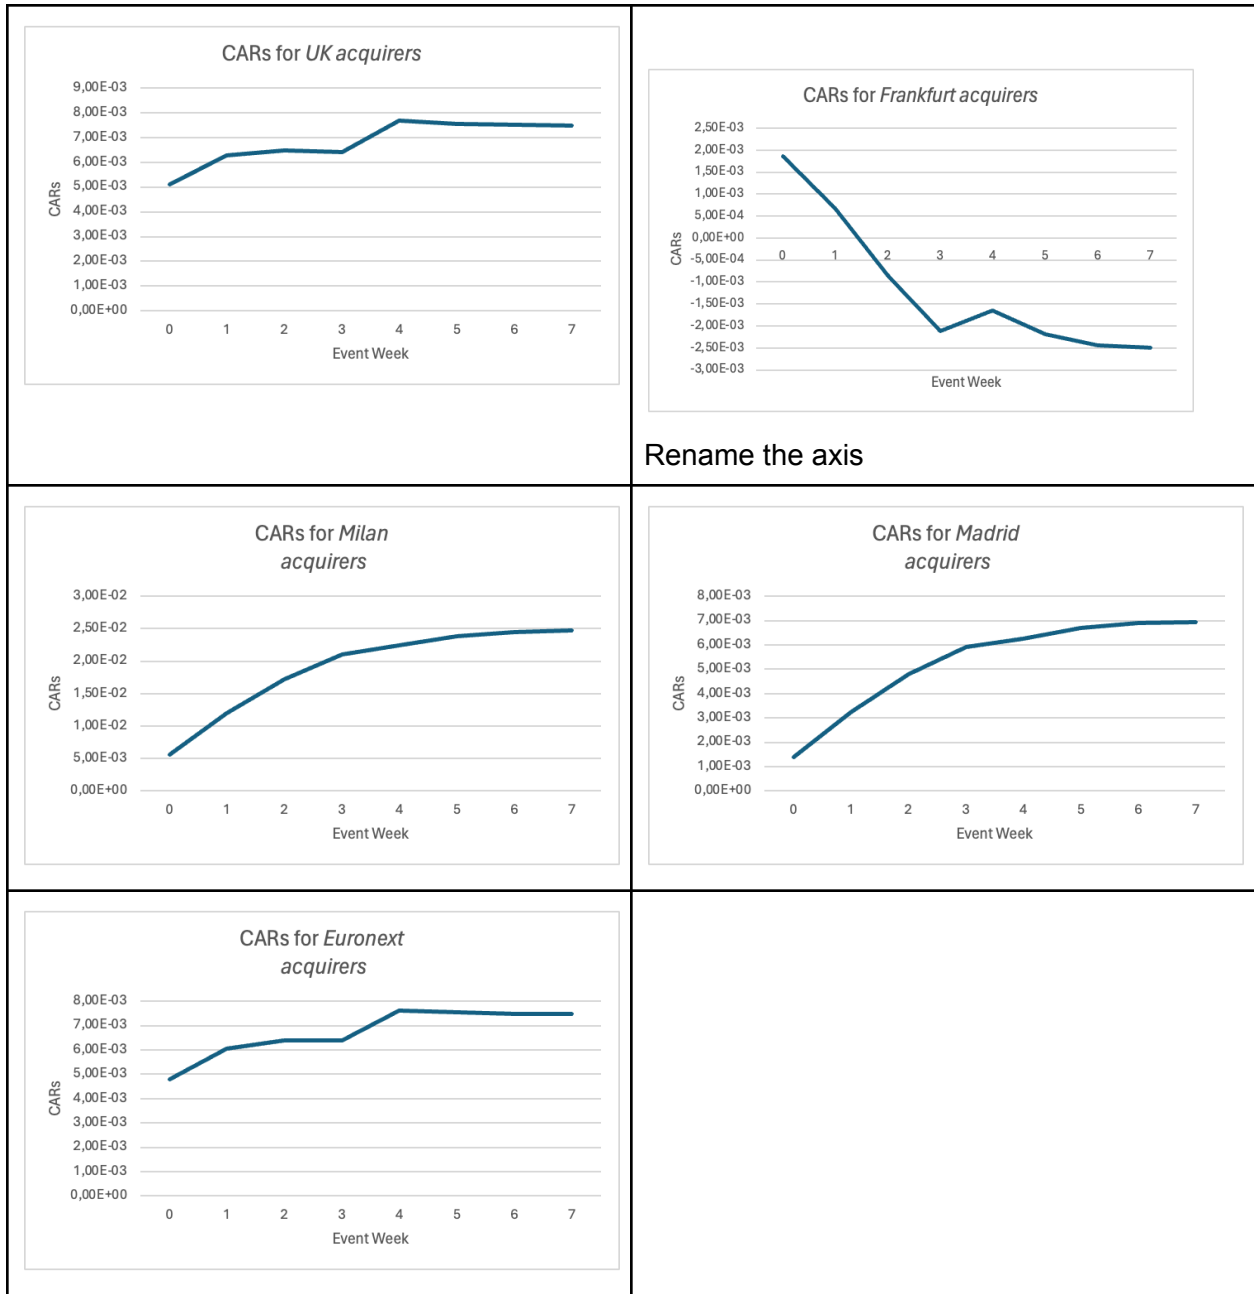 CARs for UK acquirers
9,00E-03
8,00E-03
7,00E-03
6,00E-03
5,00E-03
4,00E-03
3,00E-03
2,00E-03
1,00E-03
0,00E+00
CARs
0 1 2 3 4 5 6 7
Event Week
CARs for Frankfurt acquirers
2,50E-03
2,00E-03
1,50E-03
1,00E-03
5,00E-04
0,00E+00
-5,00E-04
-1,00E-03
-1,50E-03
-2,00E-03
-2,50E-03
-3,00E-03
CARs
0 1 2 3 4 5 6 7
Event Week
Rename the axis
CARs for Milan
acquirers
3,00E-02
2,50E-02
2,00E-02
1,50E-02
1,00E-02
5,00E-03
0,00E+00
CARs
0 1 2 3 4 5 6 7
Event Week
CARs for Madrid
acquirers
8,00E-03
7,00E-03
6,00E-03
5,00E-03
4,00E-03
3,00E-03
2,00E-03
1,00E-03
0,00E+00
CARs
0 1 2 3 4 5 6 7
Event Week
CARs for Euronext
acquirers
8,00E-03
7,00E-03
6,00E-03
5,00E-03
4,00E-03
3,00E-03
2,00E-03
1,00E-03
0,00E+00
CARs
0 1 2 3 4 5 6 7
Event Week